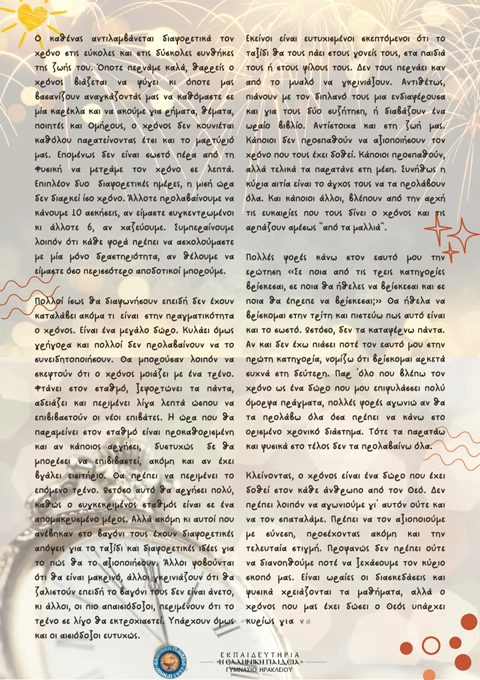 Ο καθένας αντιλαμβάνεται διαφορετικά τον
χρόνο στις εύκολες και στις δύσκολες συνθήκες
της ζωής του. Όποτε περνάμε καλά, θαρρείς ο
χρόνος βιάζεται να φύγει κι όποτε μας
βασανίζουν αναγκάζοντάς μας να καθόμαστε σε
μία καρέκλα και να ακούμε για ρήματα, θέματα,
ποιητές και Ομήρους, ο χρόνος δεν κουνιέται
καθόλου παρατείνοντας έτσι και το μαρτύριό
μας. Επομένως δεν είναι σωστό πέρα από τη
Φυσική να μετράμε τον χρόνο σε λεπτά.
Επιπλέον δυο διαφορετικές ημέρες, η μισή ώρα
δεν διαρκεί ίσο χρόνο. Άλλοτε προλαβαίνουμε να
κάνουμε 10 ασκήσεις, αν είμαστε συγκεντρωμένοι
κι άλλοτε 6, αν χαζεύουμε. Συμπεραίνουμε
λοιπόν ότι κάθε φορά πρέπει να ασχολούμαστε
με μία μόνο δραστηριότητα, αν θέλουμε να
είμαστε όσο περισσότερο αποδοτικοί μπορούμε.
Πολλοί ίσως θα διαφωνήσουν επειδή δεν έχουν
καταλάβει ακόμα τι είναι στην πραγματικότητα
ο χρόνος. Είναι ένα μεγάλο δώρο. Κυλάει όμως
γρήγορα και πολλοί δεν προλαβαίνουν να το
συνειδητοποιήσουν. Θα μπορούσαν λοιπόν να
σκεφτούν ότι ο χρόνος μοιάζει με ένα τρένο.
Φτάνει στον σταθμό, ξεφορτώνει τα πάντα,
αδειάζει και περιμένει λίγα λεπτά ώσπου να
επιβιβαστούν οι νέοι επιβάτες. Η ώρα που θα
παραμείνει στον σταθμό είναι προκαθορισμένη
και αν κάποιος αργήσει, δυστυχώς δε θα
μπορέσει να επιβιβαστεί, ακόμη και αν έχει
βγάλει εισιτήριο. Θα πρέπει να περιμένει το
επόμενο τρένο. Ωστόσο αυτό θα αργήσει πολύ,
καθώς ο συγκεκριμένος σταθμός είναι σε ένα
απομακρυσμένο μέρος. Αλλά ακόμη κι αυτοί που
ανέβηκαν στο βαγόνι τους έχουν διαφορετικές
απόψεις για το ταξίδι και διαφορετικές ιδέες για
το πώς θα το αξιοποιήσουν. Άλλοι φοβούνται
ότι θα είναι μακρινό, άλλοι γκρινιάζουν ότι θα
ζαλιστούν επειδή το βαγόνι τους δεν είναι άνετο,
κι άλλοι, οι πιο απαισιόδοξοι, περιμένουν ότι το
τρένο σε λίγο θα εκτροχιαστεί. Υπάρχουν όμως
και οι αισιόδοξοι ευτυχώς.
Εκείνοι είναι ευτυχισμένοι σκεπτόμενοι ότι το
ταξίδι θα τους πάει στους γονείς τους, στα παιδιά
τους ή στους φίλους τους. Δεν τους περνάει καν
από το μυαλό να γκρινιάξουν. Αντιθέτως,
πιάνουν με τον διπλανό τους μια ενδιαφέρουσα
και για τους δύο συζήτηση, ή διαβάζουν ένα
ωραίο βιβλίο. Αντίστοιχα και στη ζωή μας.
Κάποιοι δεν προσπαθούν να αξιοποιήσουν τον
χρόνο που τους έχει δοθεί. Κάποιοι προσπαθούν,
αλλά τελικά τα παρατάνε στη μέση. Συνήθως η
κύρια αιτία είναι το άγχος τους να τα προλάβουν
όλα. Και κάποιοι άλλοι, βλέπουν από την αρχή
τις ευκαιρίες που τους δίνει ο χρόνος και τις
αρπάζουν αμέσως "από τα μαλλιά".
Πολλές φορές κάνω στον εαυτό μου την
ερώτηση «Σε ποια από τις τρεις κατηγορίες
βρίσκεσαι, σε ποια θα ήθελες να βρίσκεσαι και σε
ποια θα έπρεπε να βρίσκεσαι;» Θα ήθελα να
βρίσκομαι στην τρίτη και πιστεύω πως αυτό είναι
και το σωστό. Ωστόσο, δεν τα καταφέρνω πάντα.
Αν και δεν έχω πιάσει ποτέ τον εαυτό μου στην
πρώτη κατηγορία, νομίζω ότι βρίσκομαι αρκετά
συχνά στη δεύτερη. Παρ 'όλο που βλέπω τον
χρόνο ως ένα δώρο που μου επιφυλάσσει πολύ
όμορφα πράγματα, πολλές φορές αγωνιώ αν θα
τα προλάβω όλα όσα πρέπει να κάνω στο
ορισμένο χρονικό διάστημα. Τότε τα παρατάω
και φυσικά στο τέλος δεν τα προλαβαίνω όλα.
Κλείνοντας, ο χρόνος είναι ένα δώρο που έχει
δοθεί στον κάθε άνθρωπο από τον Θεό. Δεν
πρέπει λοιπόν να αγωνιούμε γι' αυτόν ούτε και
να τον σπαταλάμε. Πρέπει να τον αξιοποιούμε
με σύνεση, προσέχοντας ακόμη και την
τελευταία στιγμή. Προφανώς δεν πρέπει ούτε
να διανοηθούμε ποτέ να ξεχάσουμε τον κύριο
σκοπό μας. Είναι ωραίες οι διασκεδάσεις και
φυσικά χρειάζονται τα μαθήματα, αλλά ο
χρόνος που μας έχει δώσει ο Θεός υπάρχει
κυρίως για να
ΕΚΠΑΙΔΕΥΤΗΡΙΑ
«Η ΕΛΛΗΝΙΚΗ ΠΑΙΔΕΙΑ»
ΓΥΜΝΑΣΙΟ ΗΡΑΚΛΕΙΟΥ